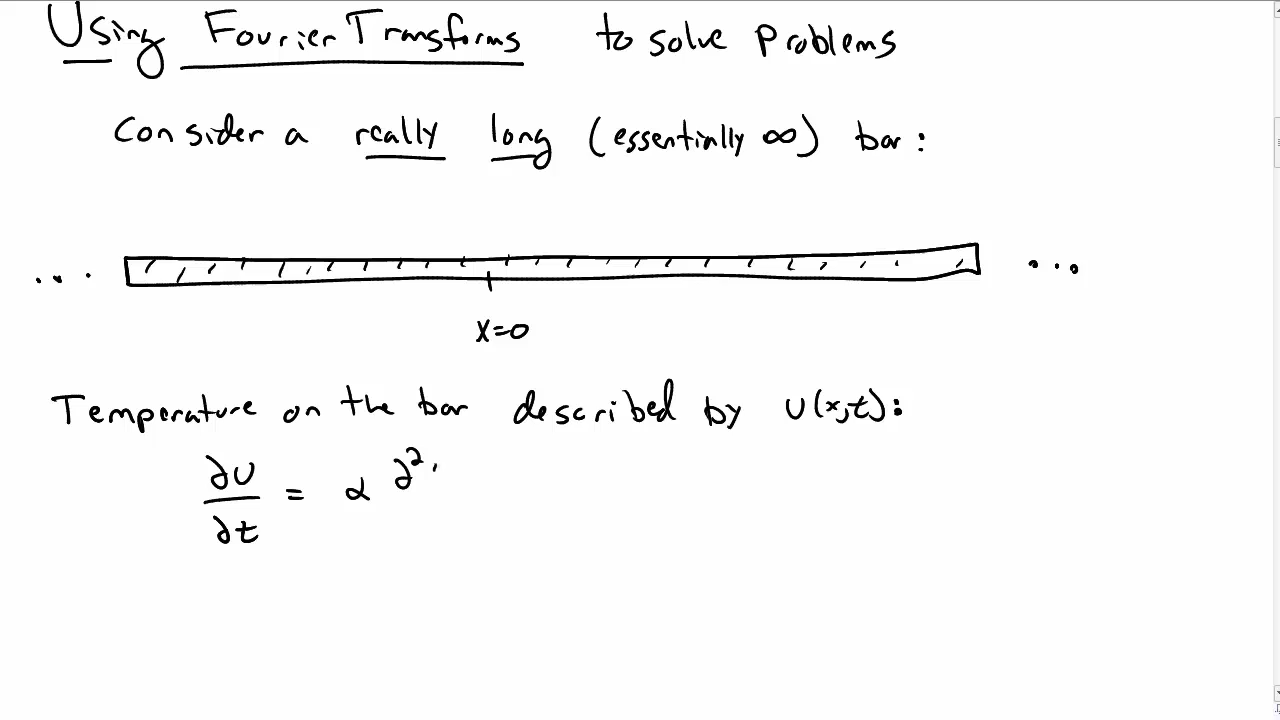 Using Fourier Transforms to solve Problems
Consider a really long (essentially ∞) bar:
... ...
x=0
Temperature on the bar described by u(x,t):
∂u/∂t = α ∂²